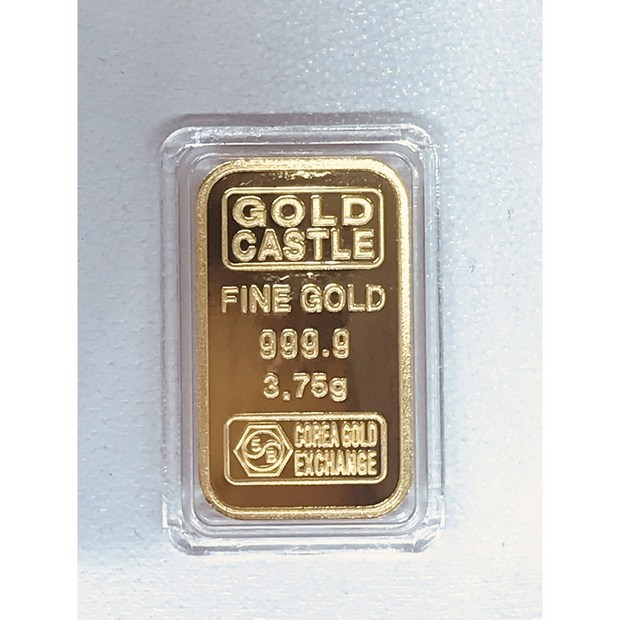 GOLD
CASTLE
FINE GOLD
999.9
3.75g
COREA GOLD
EXCHANGE